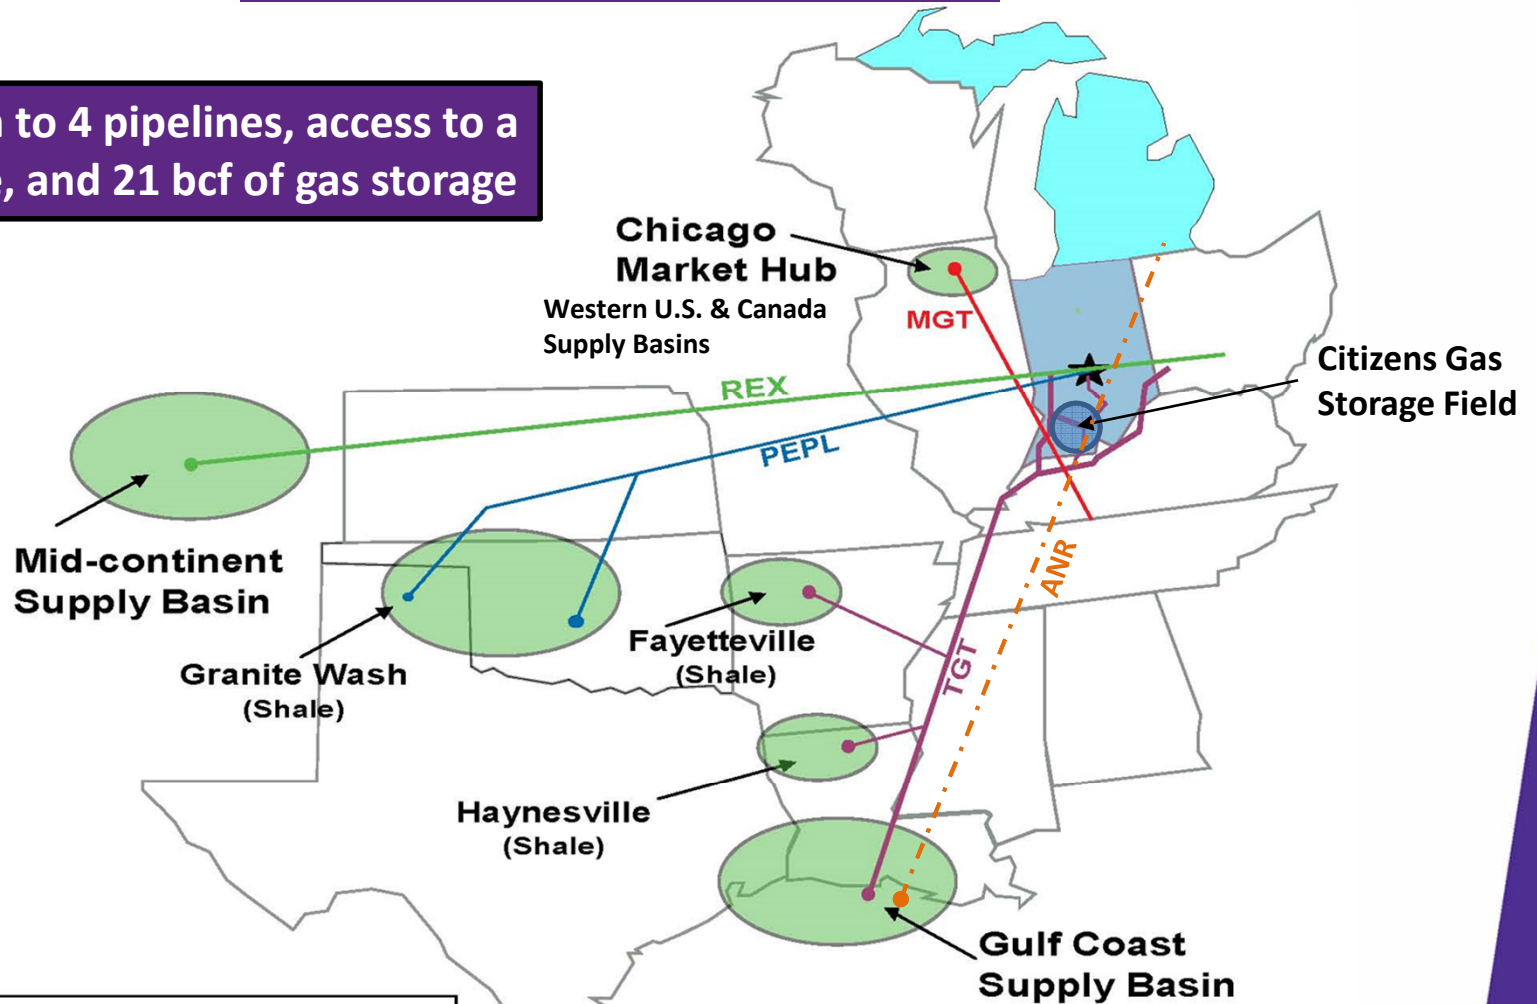 to 4 pipelines, access to a
, and 21 bcf of gas storage
Chicago
Market Hub
Western U.S. & Canada
Supply Basins
MGT
REX
PEPL
Citizens Gas
Storage Field
Mid-continent
Supply Basin
Granite Wash
(Shale)
Fayetteville
(Shale)
ANR
TGT
Haynesville
(Shale)
Gulf Coast
Supply Basin